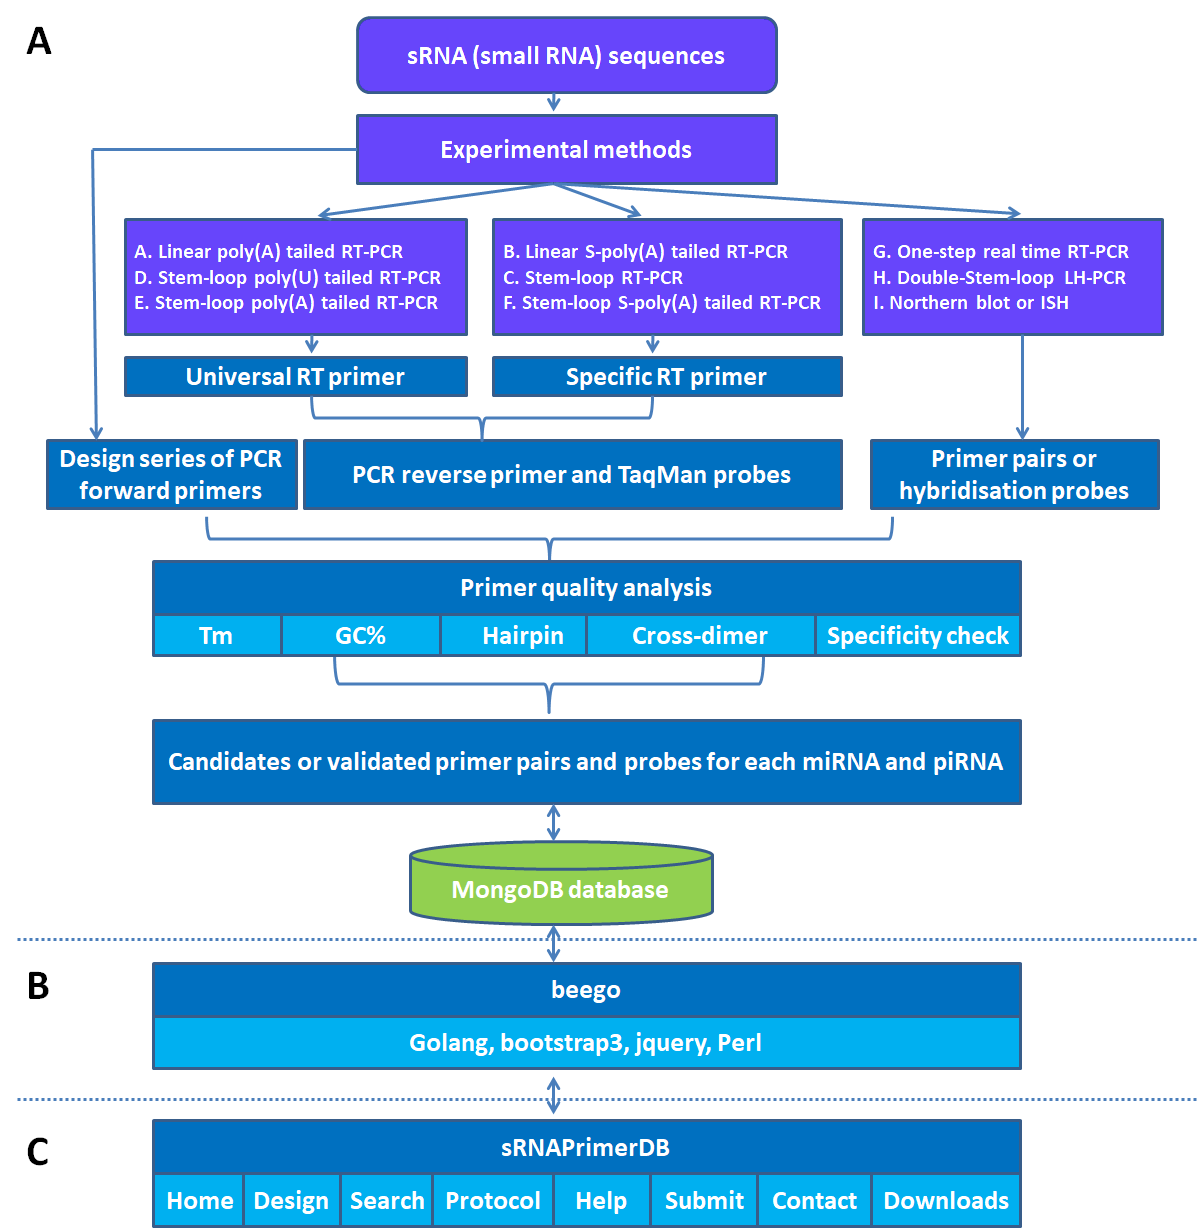 A
sRNA (small RNA) sequences
Experimental methods
A. Linear poly(A) tailed RT-PCR
D. Stem-loop poly(U) tailed RT-PCR
E. Stem-loop poly(A) tailed RT-PCR
B. Linear S-poly(A) tailed RT-PCR
C. Stem-loop RT-PCR
F. Stem-loop S-poly(A) tailed RT-PCR
G. One-step real time RT-PCR
H. Double-Stem-loop LH-PCR
I. Northern blot or ISH
Universal RT primer
Specific RT primer
Design series of PCR
forward primers
PCR reverse primer and TaqMan probes
Primer pairs or
hybridisation probes
Primer quality analysis
Tm
GC%
Hairpin
Cross-dimer
Specificity check
Candidates or validated primer pairs and probes for each miRNA and piRNA
MongoDB database
B
beego
Golang, bootstrap3, jquery, Perl
C
sRNAPrimerDB
Home
Design
Search
Protocol
Help
Submit
Contact
Downloads